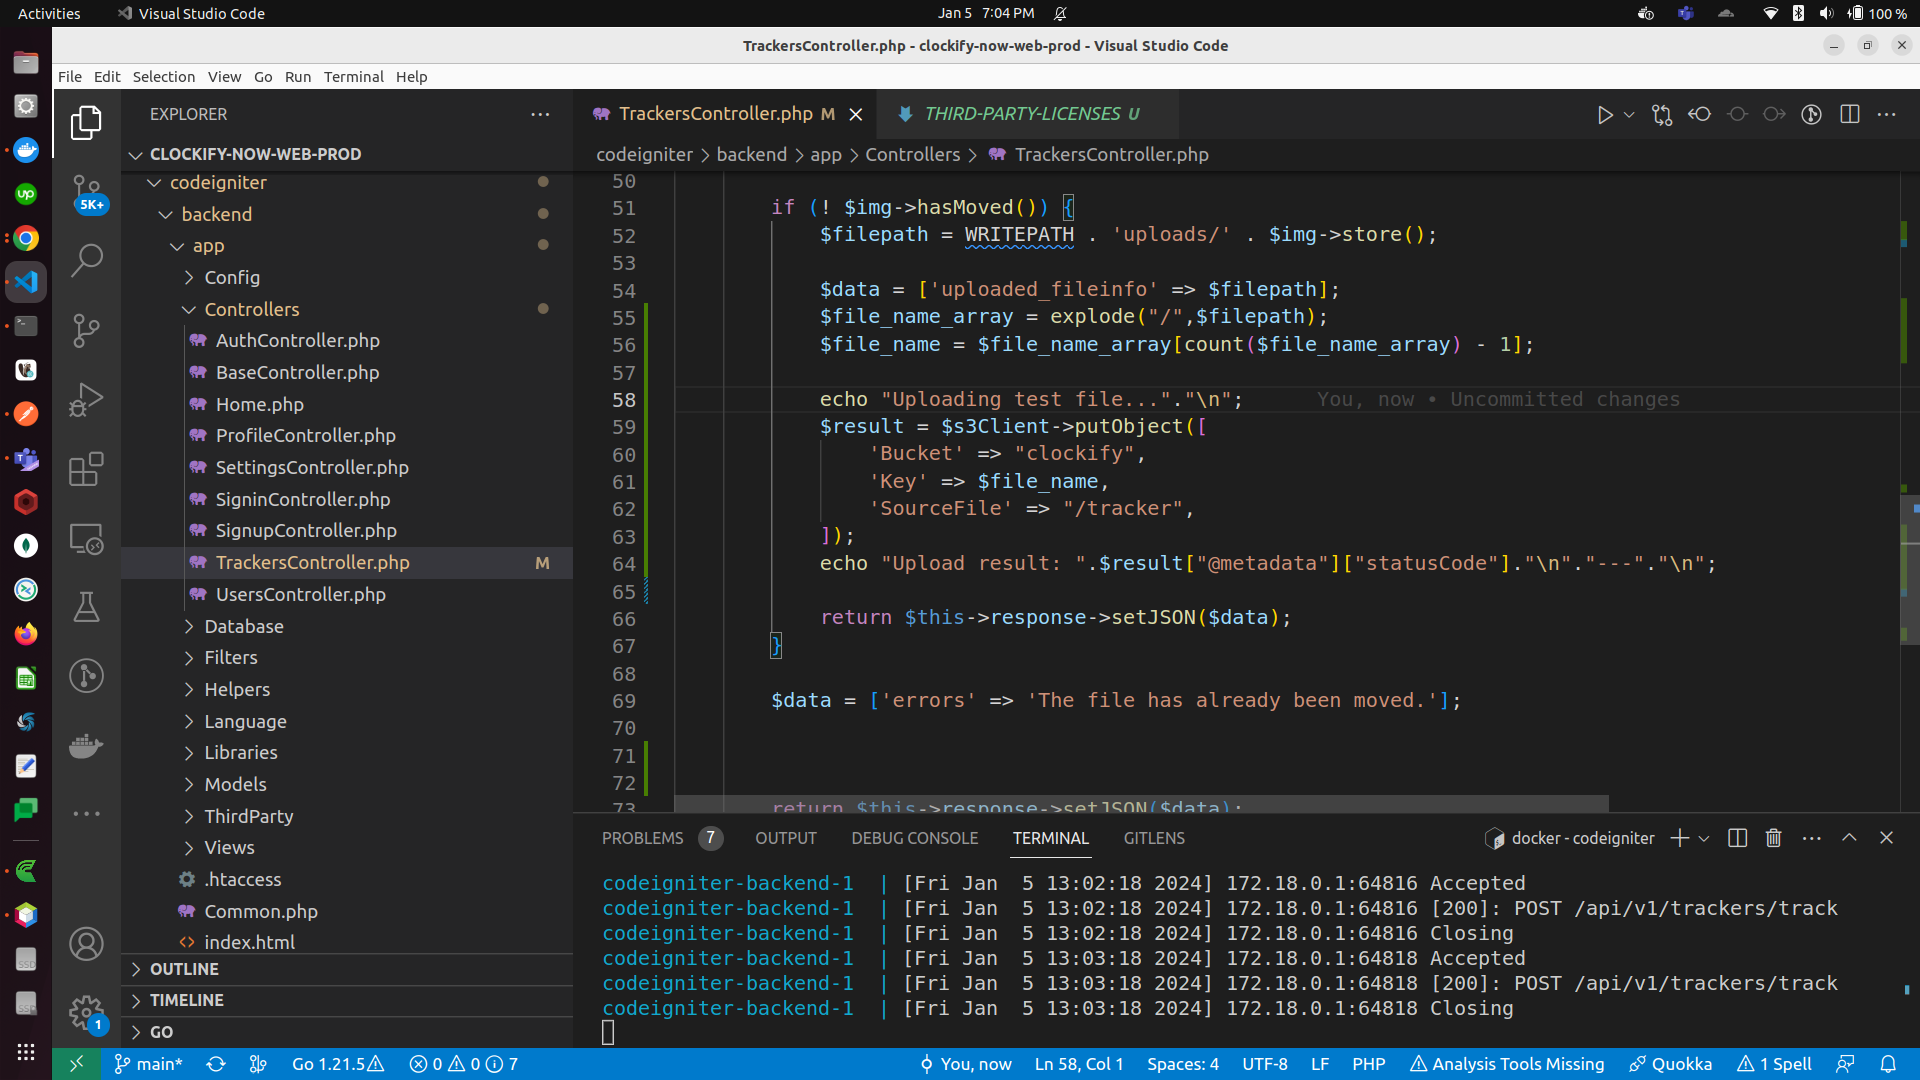 Activities
Visual Studio Code
Jan 5 7:04 PM
100 %
TrackersController.php - clockify-now-web-prod - Visual Studio Code
File Edit Selection View Go Run Terminal Help
EXPLORER
TrackersController.php M
THIRD-PARTY-LICENSES U
CLOCKIFY-NOW-WEB-PROD
codeigniter > backend > app > Controllers > TrackersController.php
5K+
codeigniter
backend
app
Config
Controllers
AuthController.php
BaseController.php
Home.php
ProfileController.php
SettingsController.php
SigninController.php
SignupController.php
TrackersController.php M
UsersController.php
Database
Filters
Helpers
Language
Libraries
Models
ThirdParty
Views
.htaccess
Common.php
index.html
OUTLINE
TIMELINE
GO
50
51 if (! $img->hasMoved()) {
52 $filepath = WRITEPATH . 'uploads/' . $img->store();
53
54 $data = ['uploaded_fileinfo' => $filepath];
55 $file_name_array = explode("/",$filepath);
56 $file_name = $file_name_array[count($file_name_array) - 1];
57
58 echo "Uploading test file..."."\n"; You, now • Uncommitted changes
59 $result = $s3Client->putObject([
60 'Bucket' => "clockify",
61 'Key' => $file_name,
62 'SourceFile' => "/tracker",
63 ]);
64 echo "Upload result: ".$result["@metadata"]["statusCode"]."\n"."---"."\n";
65
66 return $this->response->setJSON($data);
67 }
68
69 $data = ['errors' => 'The file has already been moved.'];
70
71
72
73 return $this->response->setJSON($data);
PROBLEMS 7 OUTPUT DEBUG CONSOLE TERMINAL GITLENS
docker - codeigniter
codeigniter-backend-1 | [Fri Jan 5 13:02:18 2024] 172.18.0.1:64816 Accepted
codeigniter-backend-1 | [Fri Jan 5 13:02:18 2024] 172.18.0.1:64816 [200]: POST /api/v1/trackers/track
codeigniter-backend-1 | [Fri Jan 5 13:02:18 2024] 172.18.0.1:64816 Closing
codeigniter-backend-1 | [Fri Jan 5 13:03:18 2024] 172.18.0.1:64818 Accepted
codeigniter-backend-1 | [Fri Jan 5 13:03:18 2024] 172.18.0.1:64818 [200]: POST /api/v1/trackers/track
codeigniter-backend-1 | [Fri Jan 5 13:03:18 2024] 172.18.0.1:64818 Closing
1
main* Go 1.21.5 0 0 7
You, now Ln 58, Col 1 Spaces: 4 UTF-8 LF PHP Analysis Tools Missing Quokka 1 Spell